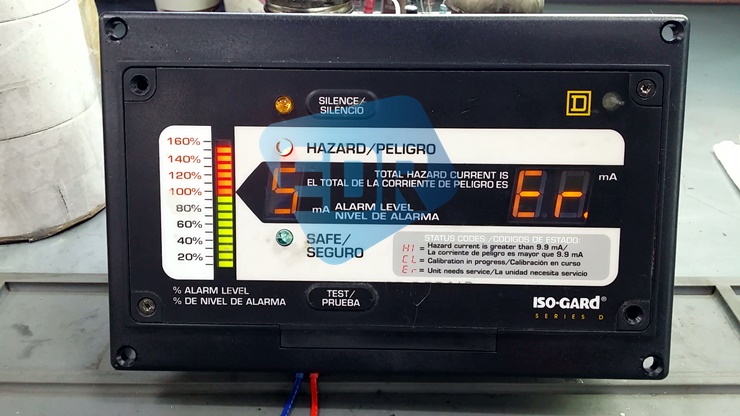 SILENCE/
SILENCIO
D
160%
140%
120%
100%
80%
60%
40%
20%
HAZARD/PELIGRO
TOTAL HAZARD CURRENT IS
EL TOTAL DE LA CORRIENTE DE PELIGRO ES
5
mA
ALARM LEVEL
NIVEL DE ALARMA
Er.
mA
SAFE/
SEGURO
STATUS CODES / CÓDIGOS DE ESTADO:
HI = Hazard current is greater than 9.9 mA/
La corriente de peligro es mayor que 9.9 mA
CL = Calibration in progress/Calibración en curso
Er = Unit needs service/La unidad necesita servicio
% ALARM LEVEL
% DE NIVEL DE ALARMA
TEST/
PRUEBA
ISO-GARD®
SERIES D